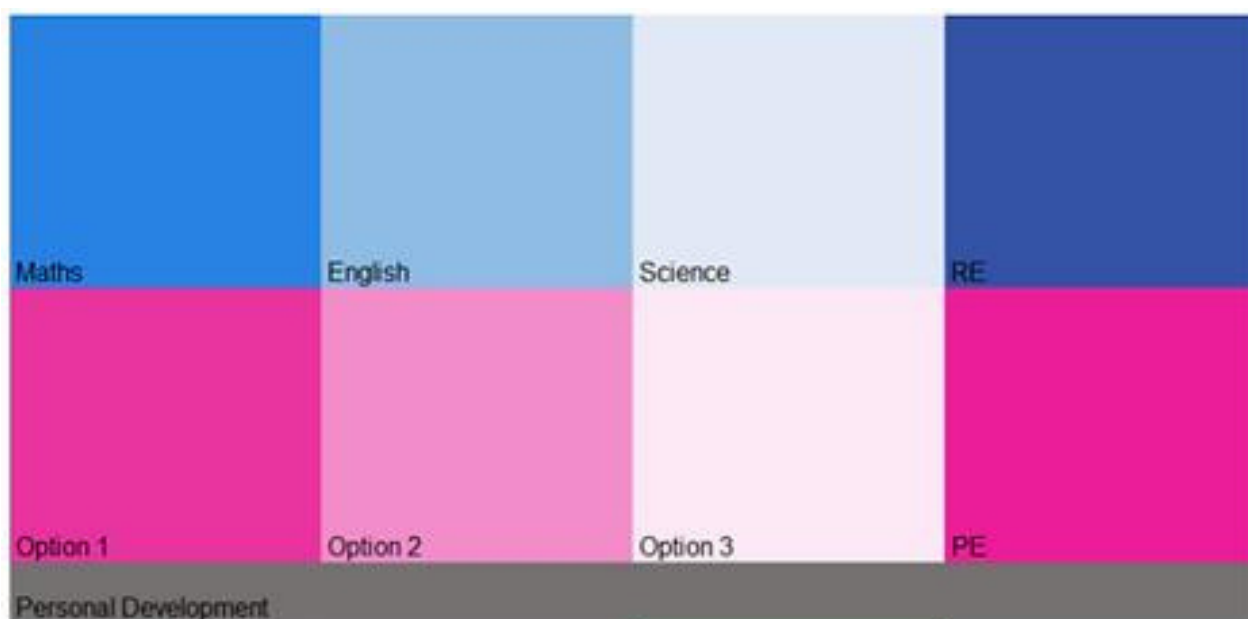 Maths
English
Science
RE
Option 1
Option 2
Option 3
PE
Personal Development